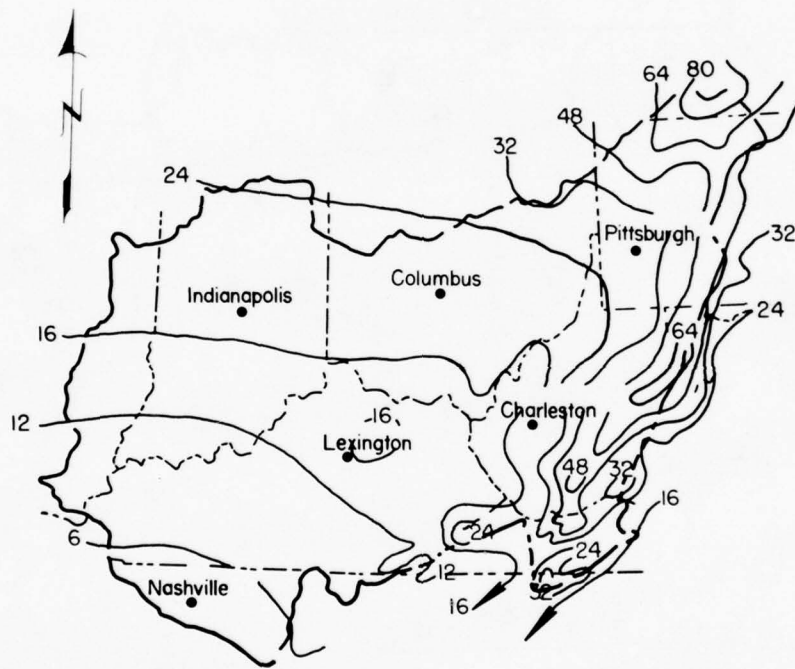 N
80
64
48
32
24
Pittsburgh
32
Columbus
Indianapolis
24
16
64
16
12
Charleston
Lexington
48
32
16
24
6
24
12
32
Nashville
16